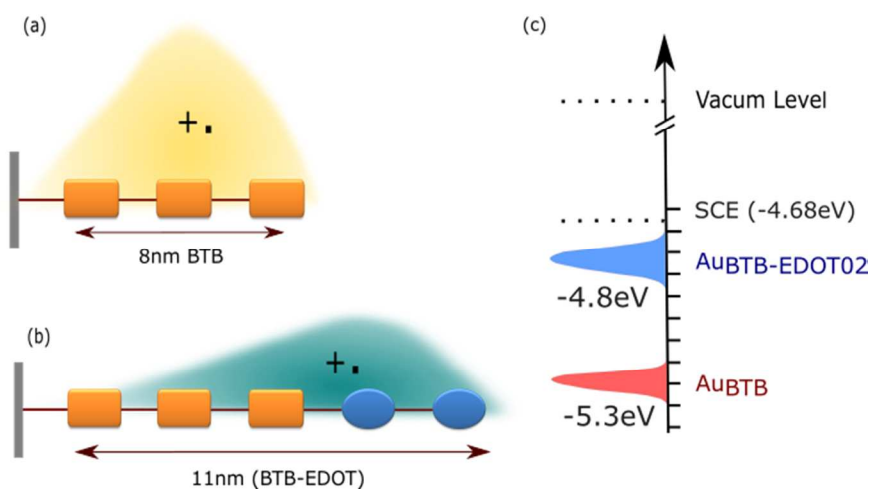 (a)
+.
8nm BTB
(b)
+.
11nm (BTB-EDOT)
(c)
Vacum Level
SCE (-4.68eV)
AuBTB-EDOT02
-4.8eV
AuBTB
-5.3eV